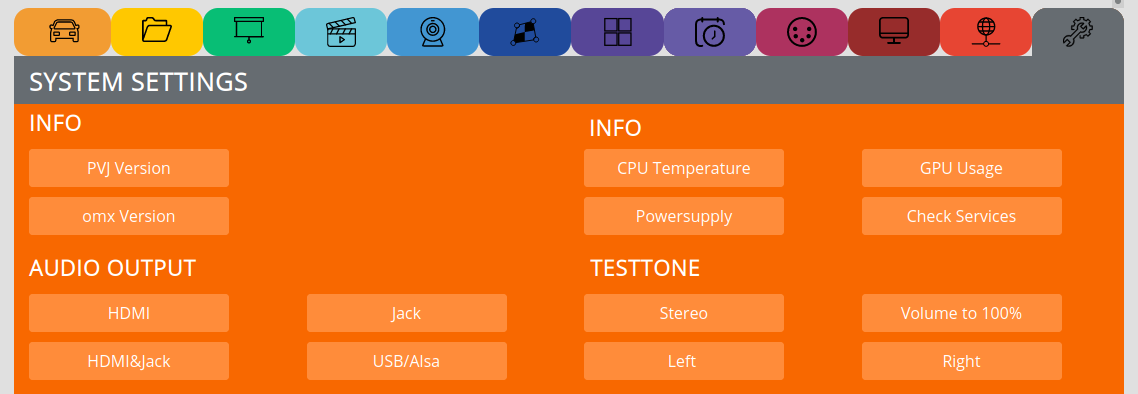 SYSTEM SETTINGS
INFO
PVJ Version
omx Version
INFO
CPU Temperature
GPU Usage
Powersupply
Check Services
AUDIO OUTPUT
HDMI
Jack
HDMI&Jack
USB/Alsa
TESTTONE
Stereo
Volume to 100%
Left
Right